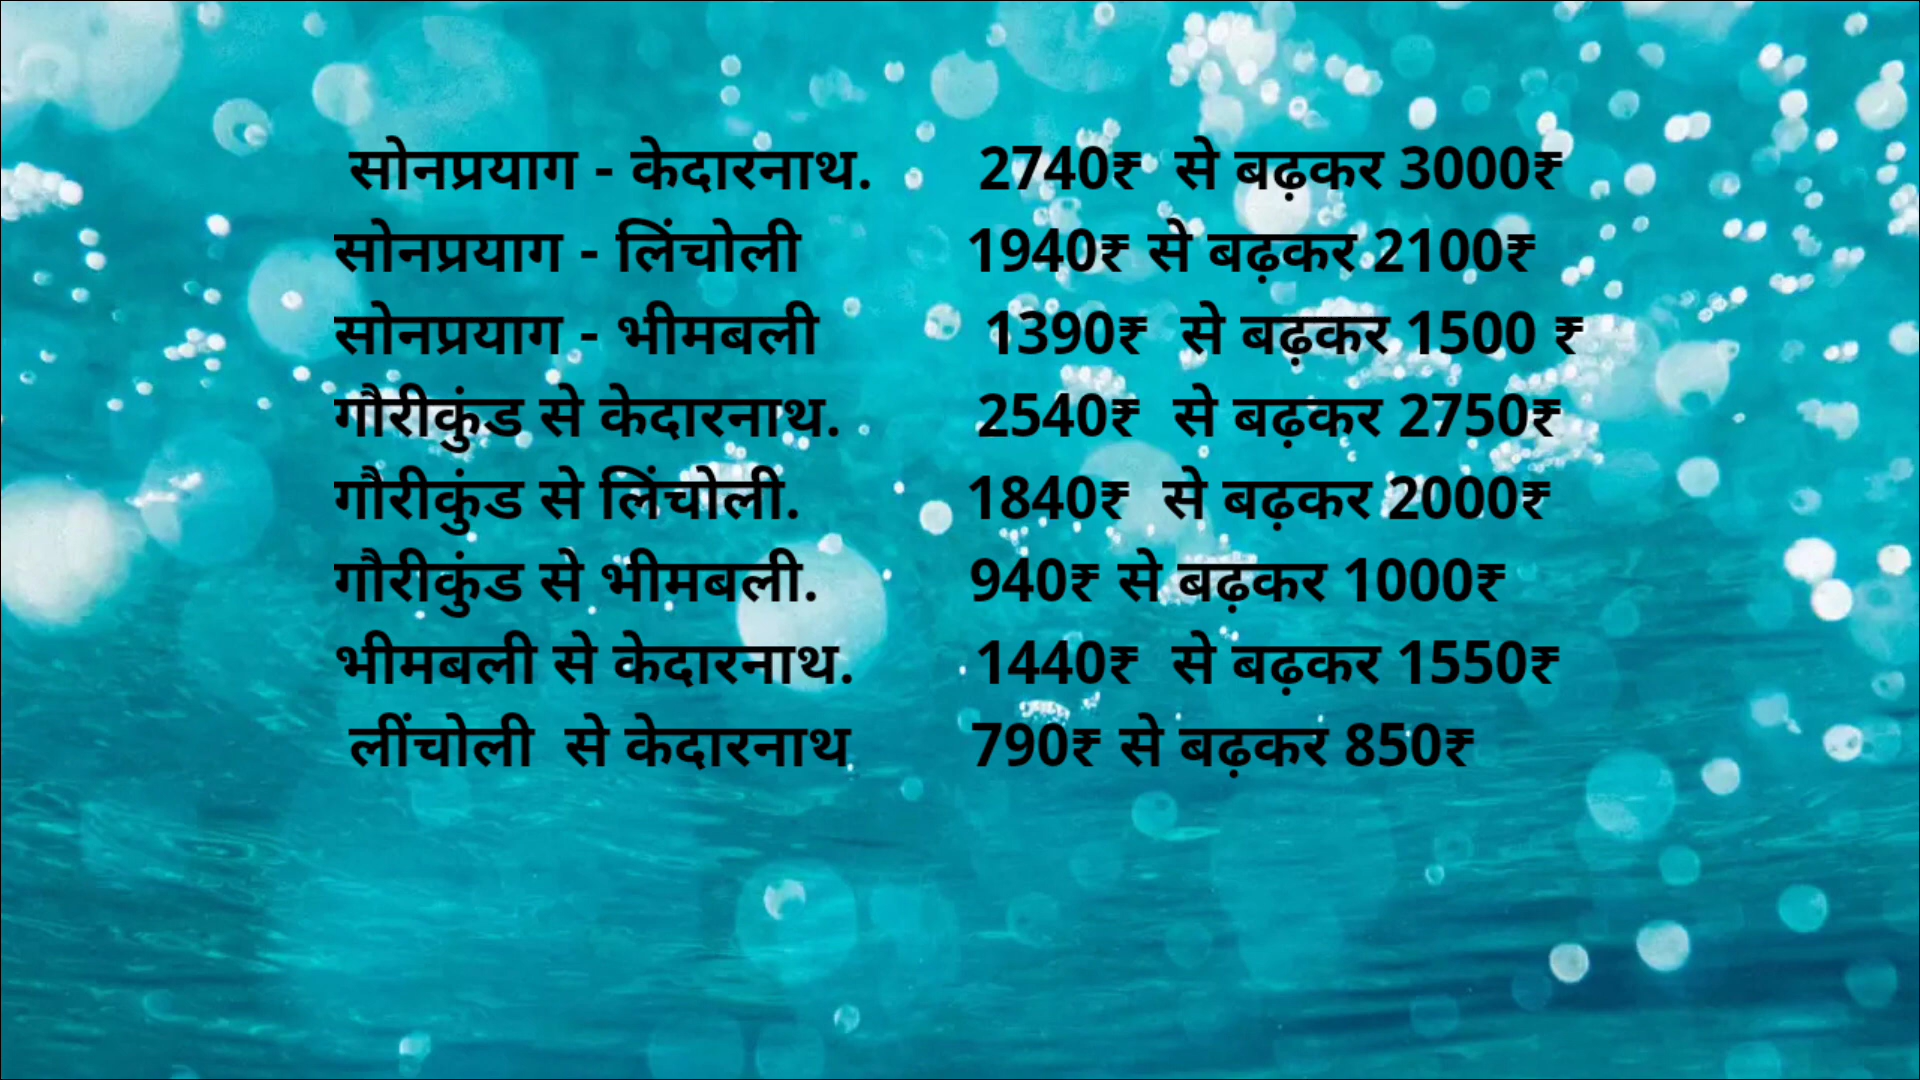 सोनप्रयाग - केदारनाथ. 2740₹ से बढ़कर 3000₹
सोनप्रयाग - लिंचोली 1940₹ से बढ़कर 2100₹
सोनप्रयाग - भीमबली 1390₹ से बढ़कर 1500 ₹
गौरीकुंड से केदारनाथ. 2540₹ से बढ़कर 2750₹
गौरीकुंड से लिंचोली. 1840₹ से बढ़कर 2000₹
गौरीकुंड से भीमबली. 940₹ से बढ़कर 1000₹
भीमबली से केदारनाथ. 1440₹ से बढ़कर 1550₹
लींचोली से केदारनाथ 790₹ से बढ़कर 850₹